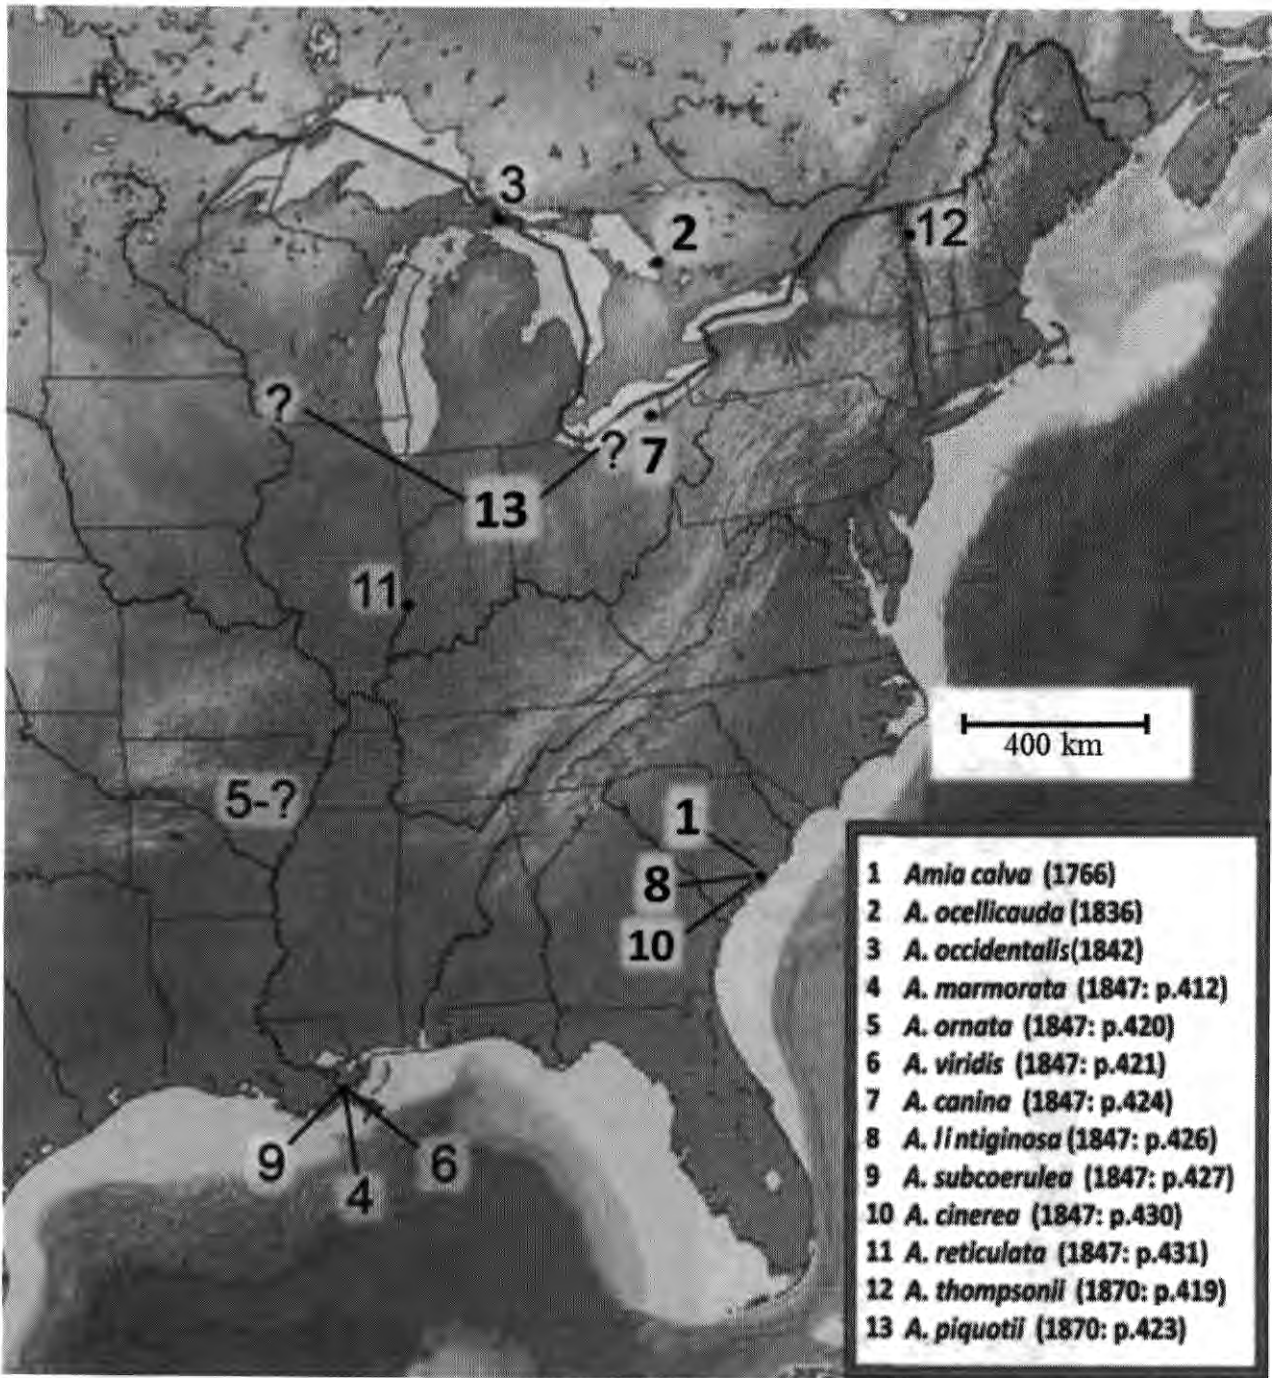 3
2
12
?
? 7
13
11
400 km
5-?
1
8
10
9 4 6
1 Amia calva (1766)
2 A. ocellicauda (1836)
3 A. occidentalis (1842)
4 A. marmorata (1847: p.412)
5 A. ornata (1847: p.420)
6 A. viridis (1847: p.421)
7 A. canina (1847: p.424)
8 A. lintiginosa (1847: p.426)
9 A. subcoerulea (1847: p.427)
10 A. cinerea (1847: p.430)
11 A. reticulata (1847: p.431)
12 A. thompsonii (1870: p.419)
13 A. piquotii (1870: p.423)